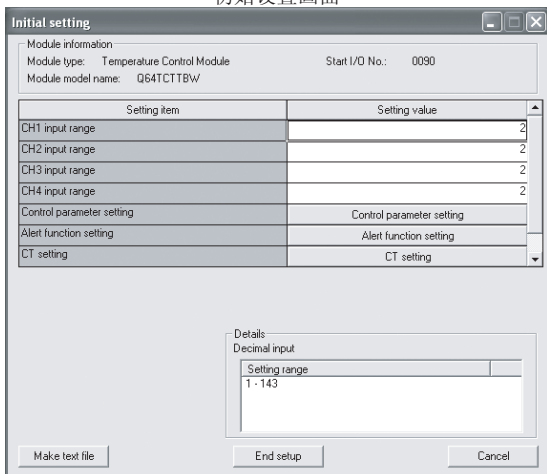 初始设置画面
Initial setting
Module information
Module type: Temperature Control Module Start I/O No.: 0090
Module model name: Q64TCTTBW
Setting item Setting value
CH1 input range 2
CH2 input range 2
CH3 input range 2
CH4 input range 2
Control parameter setting Control parameter setting
Alert function setting Alert function setting
CT setting CT setting
Details
Decimal input
Setting range
1 - 143
Make text file End setup Cancel